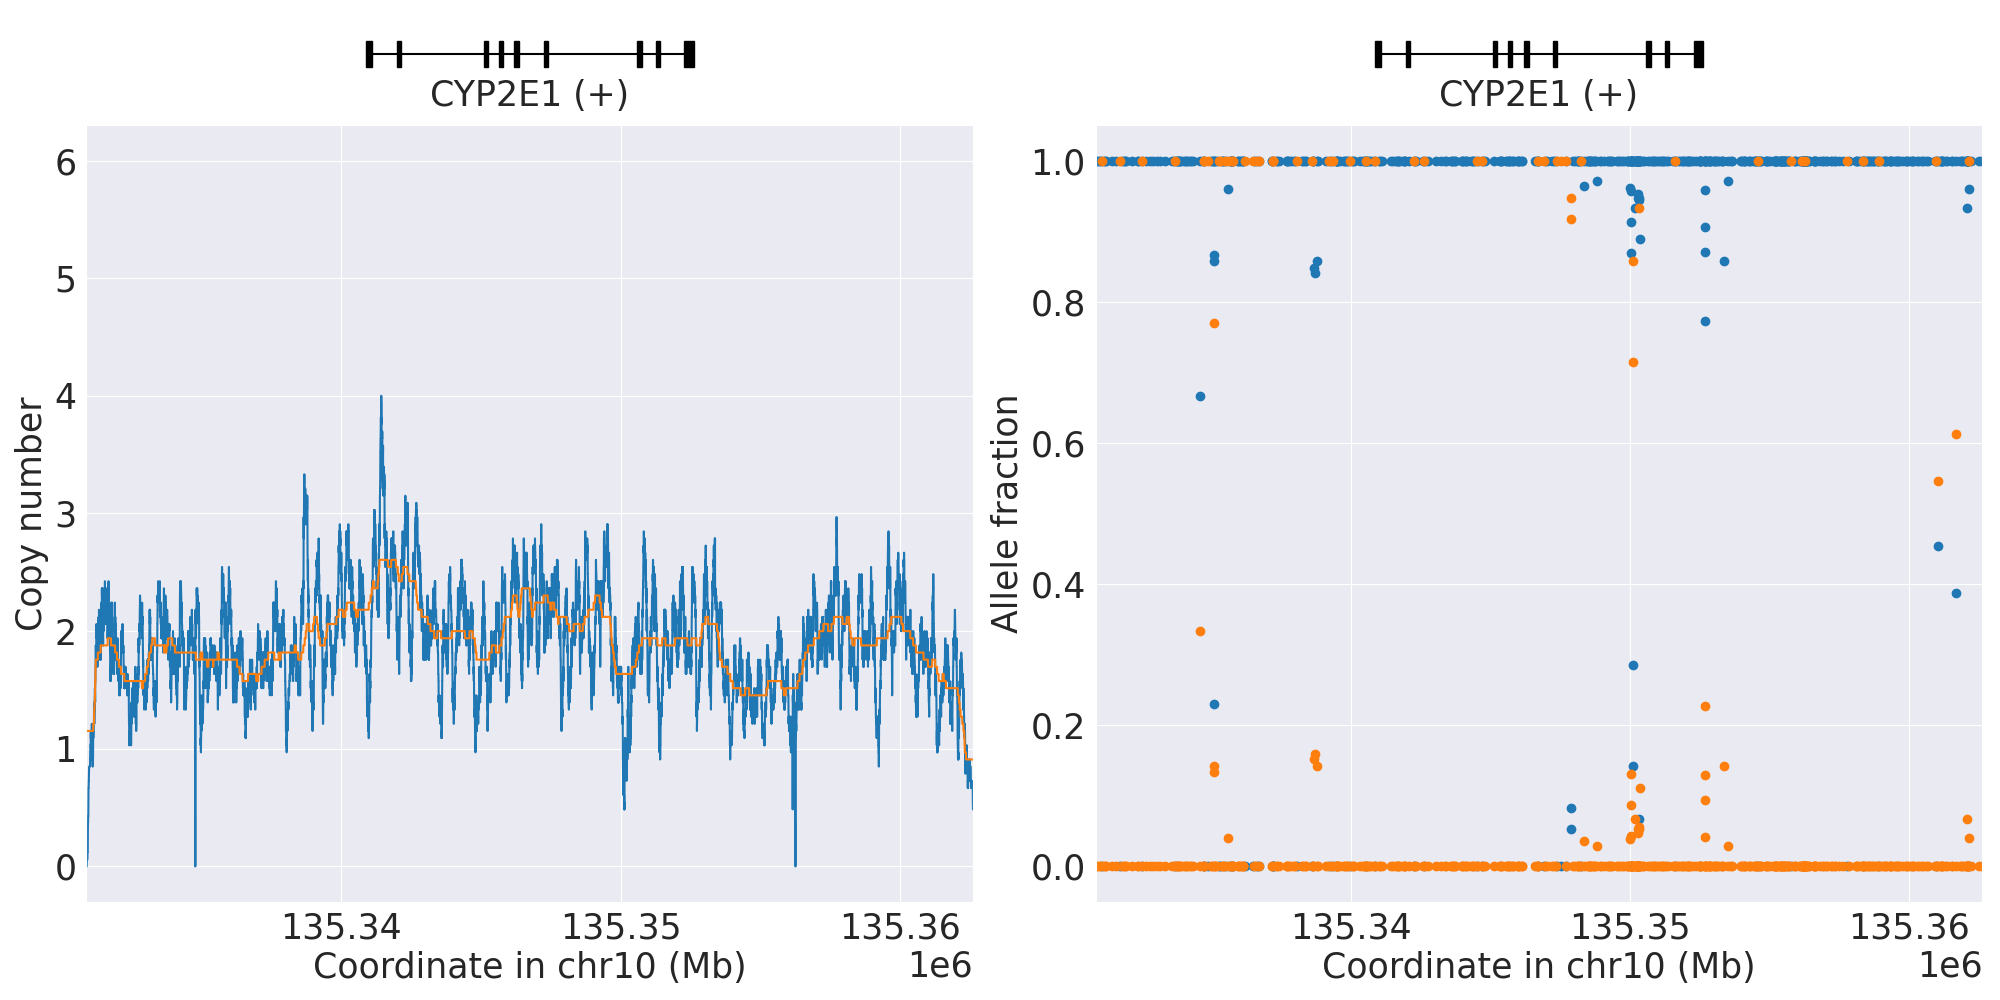 CYP2E1 (+)
CYP2E1 (+)
6
5
4
3
2
1
0
Copy number
135.34
135.35
135.36
Coordinate in chr10 (Mb)
1e6
1.0
0.8
0.6
0.4
0.2
0.0
Allele fraction
135.34
135.35
135.36
Coordinate in chr10 (Mb)
1e6